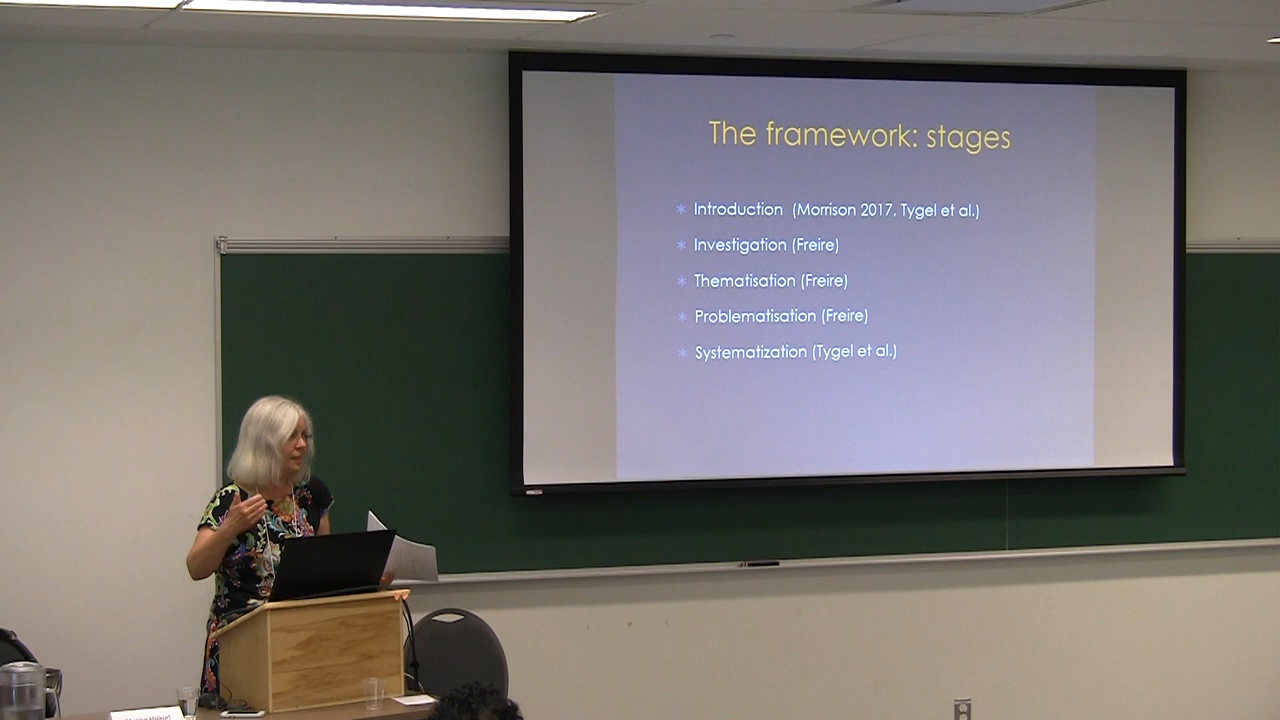 The framework: stages
* Introduction (Morrison 2017, Tygel et al.)
* Investigation (Freire)
* Thematisation (Freire)
* Problematisation (Freire)
* Systematization (Tygel et al.)